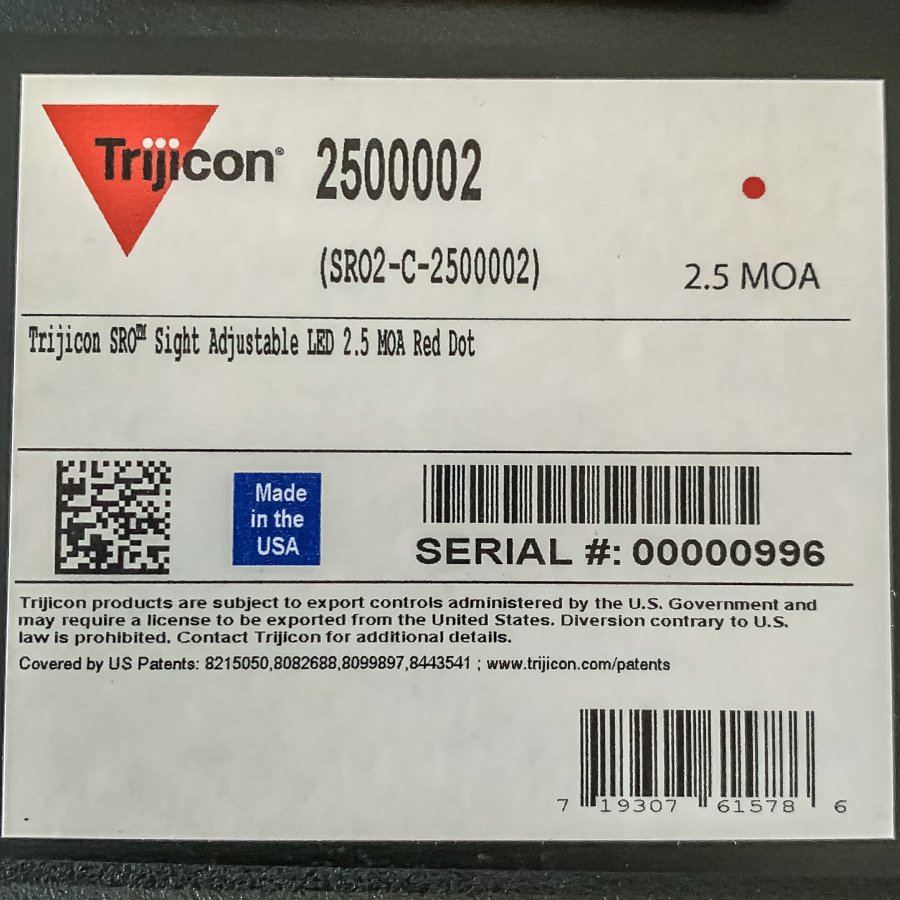 Trijicon®
2500002
(SRO2-C-2500002)
2.5 MOA
Trijicon SRO™ Sight Adjustable LED 2.5 MOA Red Dot
Made
in the
USA
SERIAL #: 00000996
Trijicon products are subject to export controls administered by the U.S. Government and
may require a license to be exported from the United States. Diversion contrary to U.S.
law is prohibited. Contact Trijicon for additional details.
Covered by US Patents: 8215050,8082688,8099897,8443541 ; www.trijicon.com/patents
7 19307 61578 6